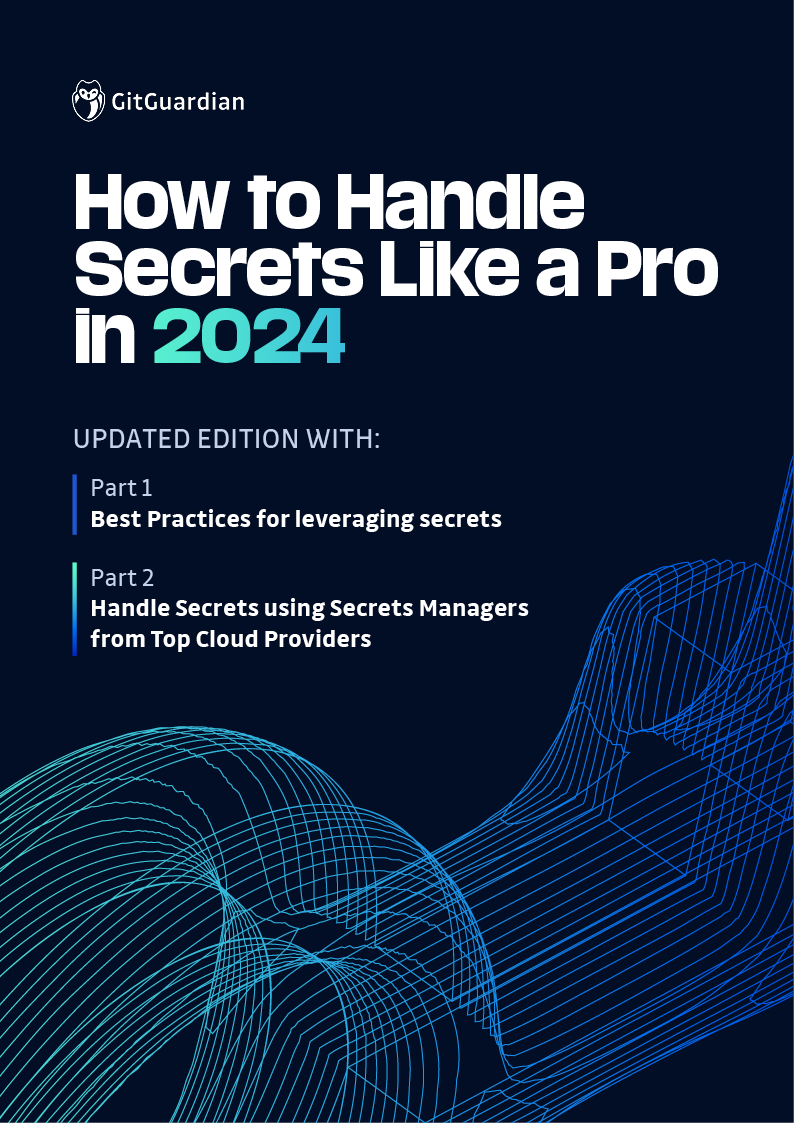 GitGuardian
How to Handle
Secrets Like a Pro
in 2024
UPDATED EDITION WITH:
Part 1
Best Practices for leveraging secrets
Part 2
Handle Secrets using Secrets Managers
from Top Cloud Providers